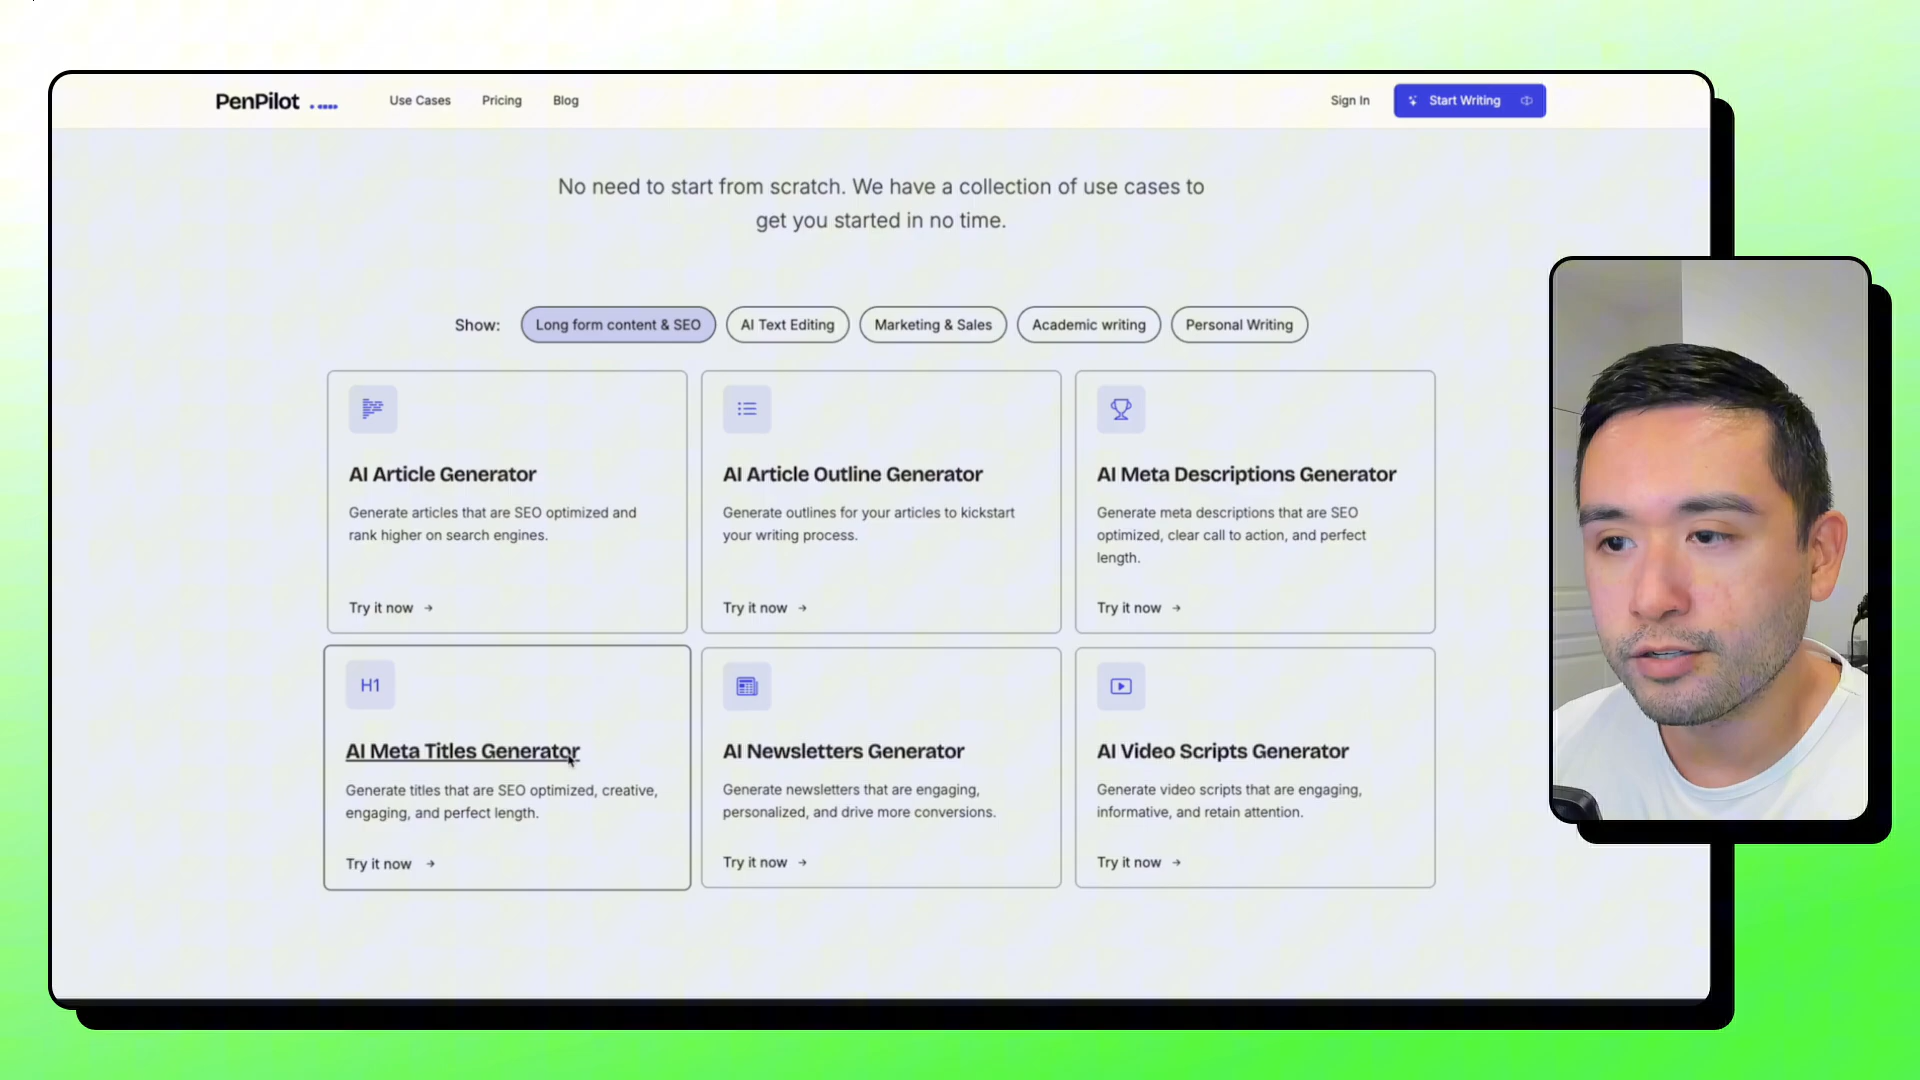 PenPilot
Use Cases
Pricing
Blog
Sign In
Start Writing
No need to start from scratch. We have a collection of use cases to
get you started in no time.
Show:
Long form content & SEO
AI Text Editing
Marketing & Sales
Academic writing
Personal Writing
AI Article Generator
Generate articles that are SEO optimized and
rank higher on search engines.
Try it now
AI Article Outline Generator
Generate outlines for your articles to kickstart
your writing process.
Try it now
AI Meta Descriptions Generator
Generate meta descriptions that are SEO
optimized, clear call to action, and perfect
length.
Try it now
H1
AI Meta Titles Generator
Generate titles that are SEO optimized, creative,
engaging, and perfect length.
Try it now
AI Newsletters Generator
Generate newsletters that are engaging,
personalized, and drive more conversions.
Try it now
AI Video Scripts Generator
Generate video scripts that are engaging,
informative, and retain attention.
Try it now